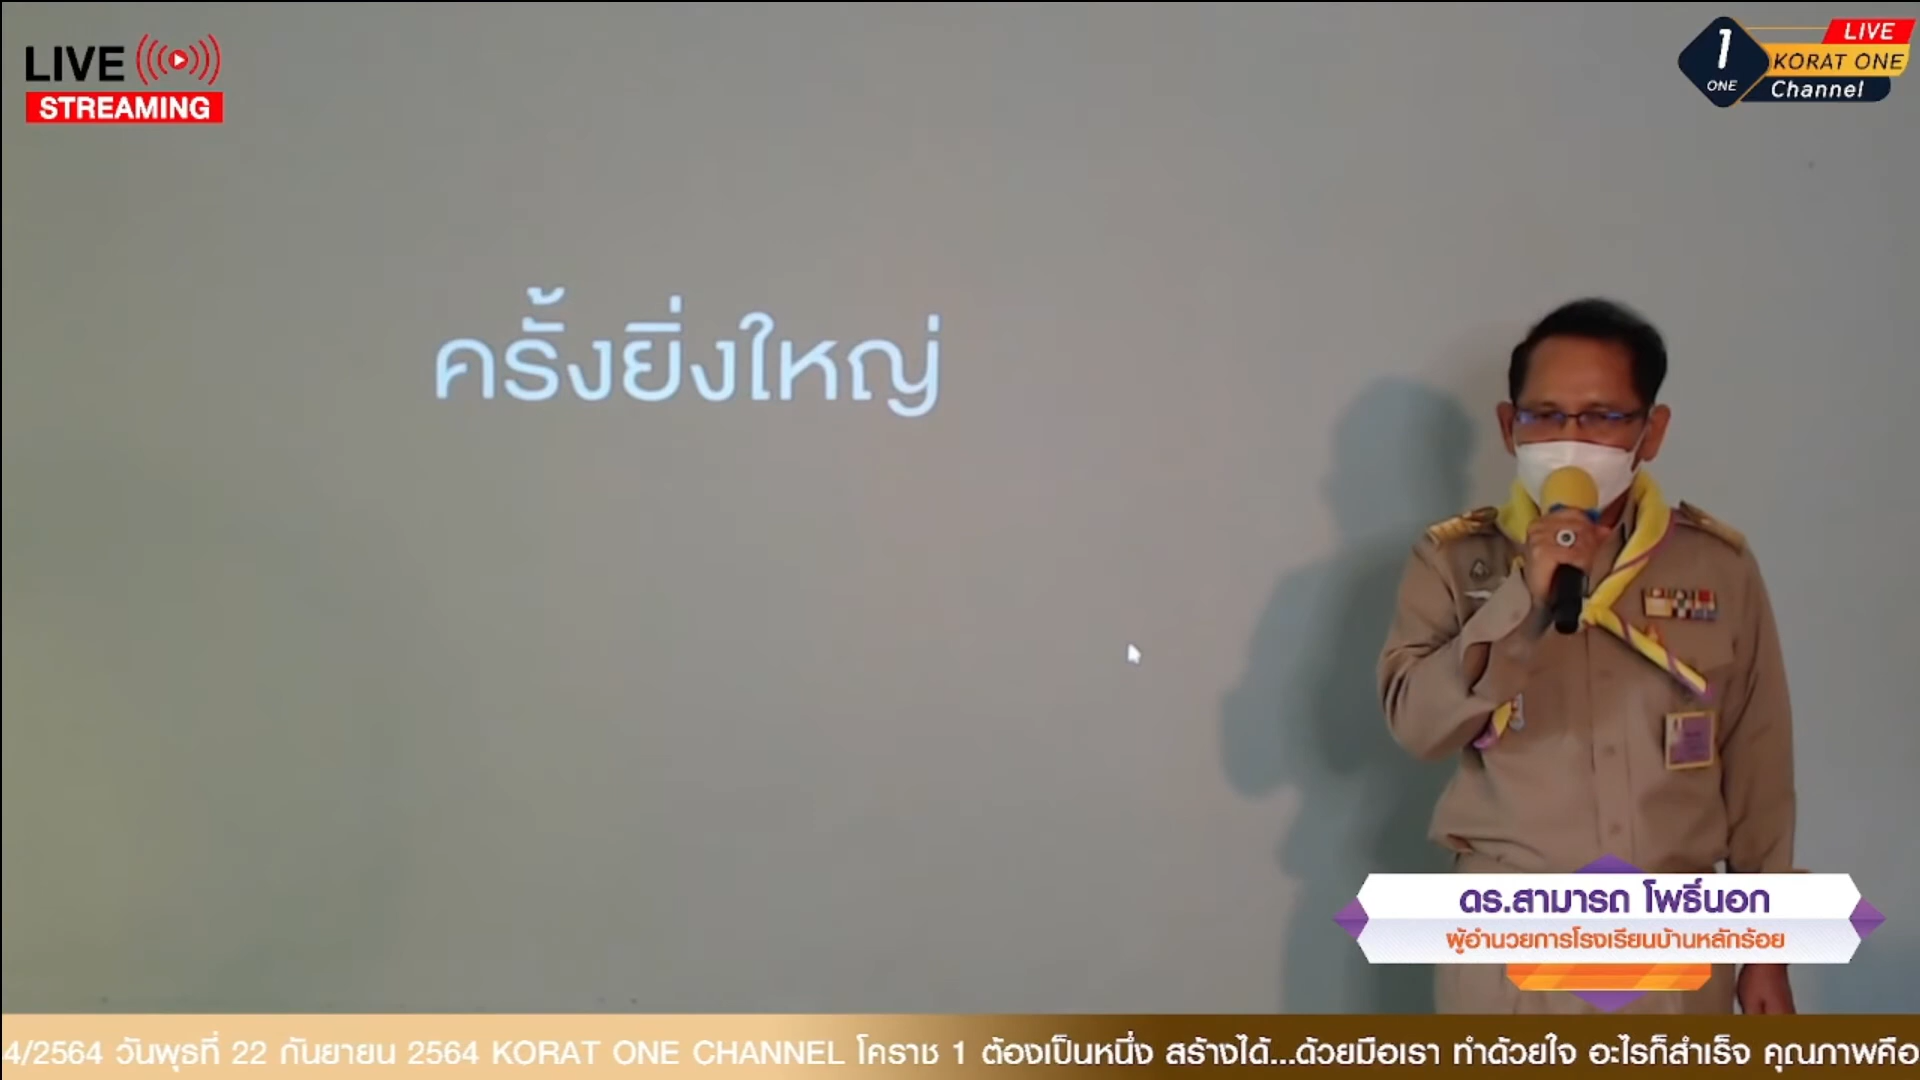 LIVE
STREAMING
LIVE
1
ONE
KORAT ONE
Channel
ครั้งยิ่งใหญ่
ดร.สามารถ โพธิ์นอก
ผู้อำนวยการโรงเรียนบ้านหลักร้อย
4/2564 วันพุธที่ 22 กันยายน 2564 KORAT ONE CHANNEL โคราช 1 ต้องเป็นหนึ่ง สร้างได้...ด้วยมือเรา ทำด้วยใจ อะไรก็สำเร็จ คุณภาพคือ